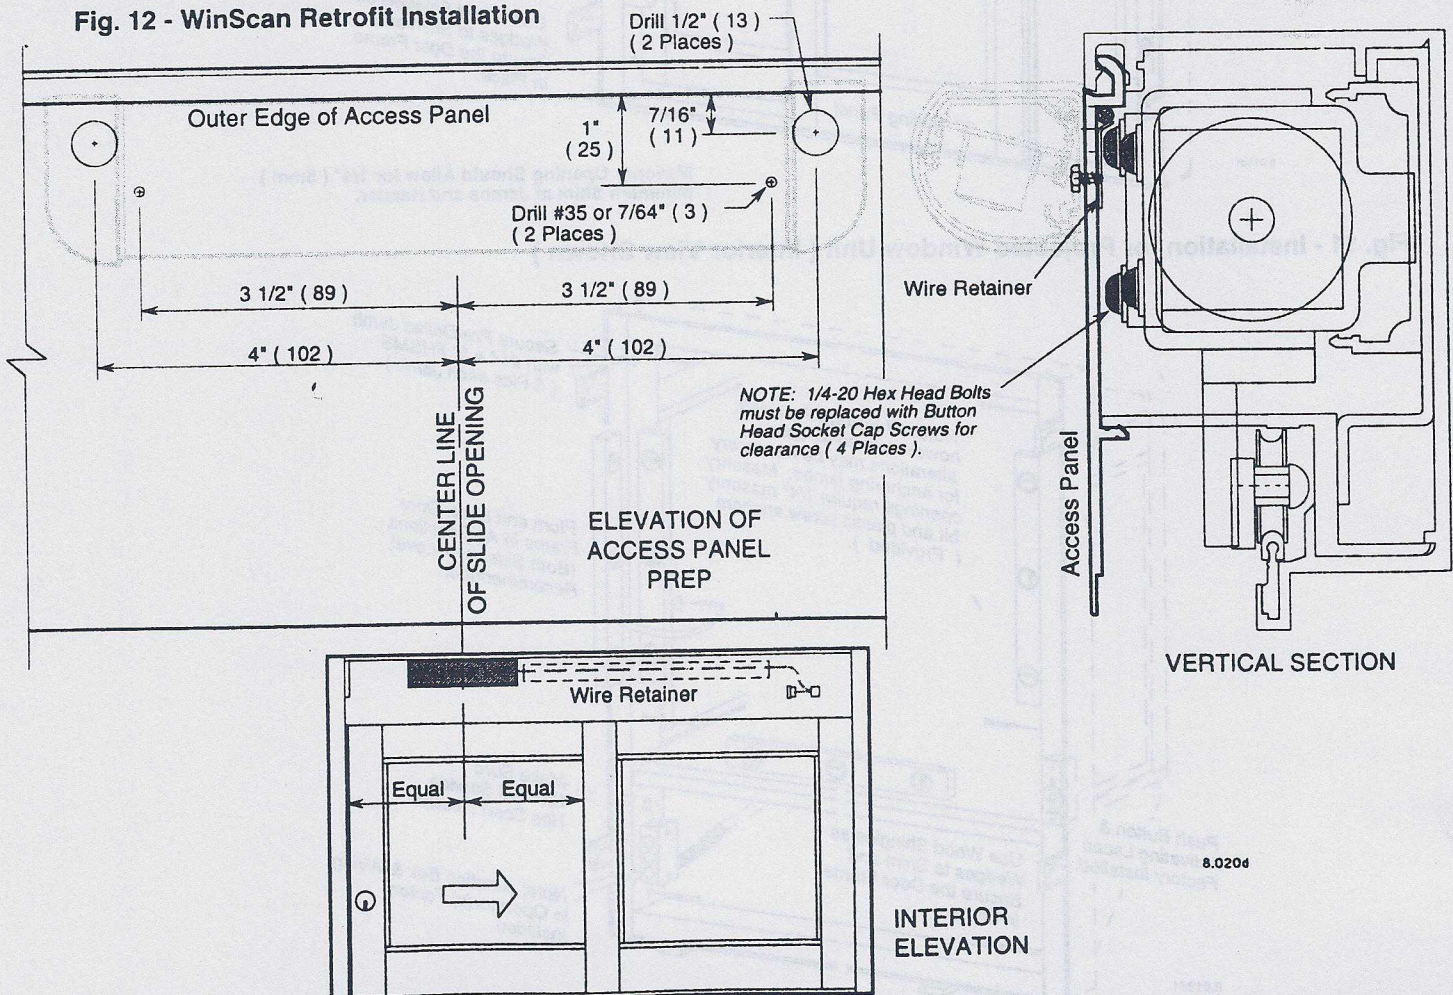 Fig. 12 - WinScan Retrofit Installation
Drill 1/2" ( 13 )
( 2 Places )
Outer Edge of Access Panel
1"
( 25 )
7/16"
( 11 )
Drill #35 or 7/64" ( 3 )
( 2 Places )
3 1/2" ( 89 )
3 1/2" ( 89 )
4" ( 102 )
4" ( 102 )
CENTER LINE
OF SLIDE OPENING
ELEVATION OF
ACCESS PANEL
PREP
Wire Retainer
NOTE: 1/4-20 Hex Head Bolts
must be replaced with Button
Head Socket Cap Screws for
clearance ( 4 Places ).
Access Panel
VERTICAL SECTION
Wire Retainer
Equal
Equal
INTERIOR
ELEVATION
8.020d